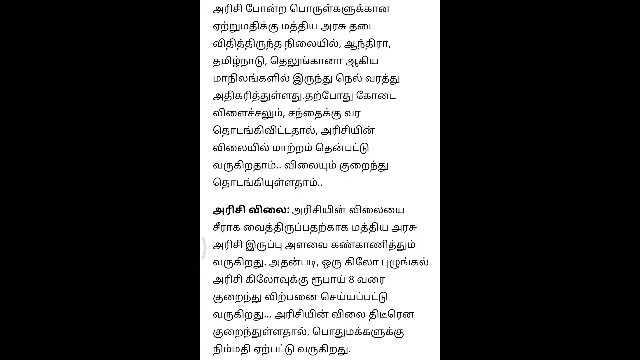 அரிசி போன்ற பொருள்களுக்கான
ஏற்றுமதிக்கு மத்திய அரசு தடை
விதித்திருந்த நிலையில், ஆந்திரா,
தமிழ்நாடு, தெலுங்கானா ஆகிய
மாநிலங்களில் இருந்து நெல் வரத்து
அதிகரித்துள்ளது.தற்போது கோடை
விளைச்சலும், சந்தைக்கு வர
தொடங்கிவிட்டதால், அரிசியின்
விலையில் மாற்றம் தென்பட்டு
வருகிறதாம்.. விலையும் குறைந்து
தொடங்கியுள்ளதாம்..
அரிசி விலை: அரிசியின் விலையை
சீராக வைத்திருப்பதற்காக மத்திய அரசு
அரிசி இருப்பு அளவை கண்காணித்தும்
வருகிறது. அதன்படி, ஒரு கிலோ புழுங்கல்
அரிசி கிலோவுக்கு ரூபாய் 8 வரை
குறைந்து விற்பனை செய்யப்பட்டு
வருகிறது... அரிசியின் விலை திடீரென
குறைந்துள்ளதால், பொதுமக்களுக்கு
நிம்மதி ஏற்பட்டு வருகிறது.